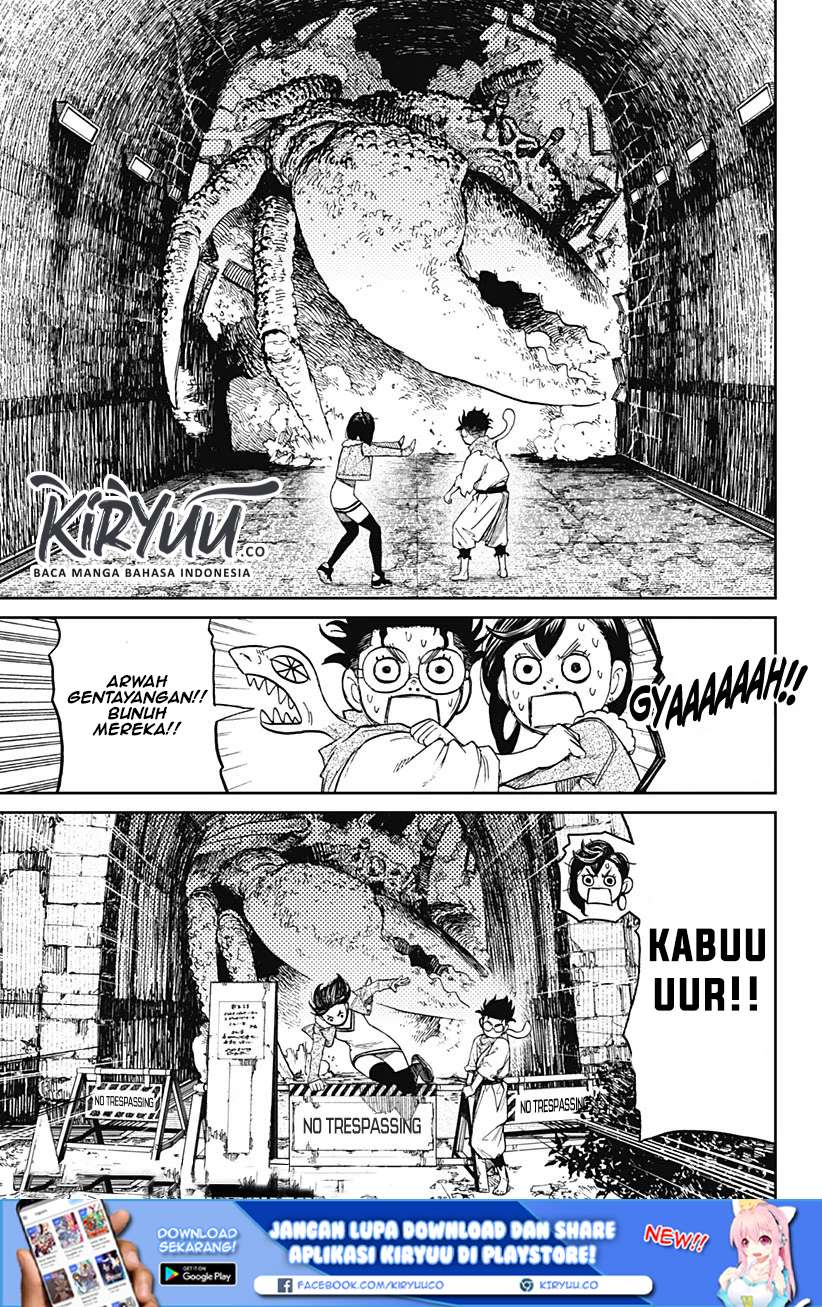 KIRYUU.CO
BACA MANGA BAHASA INDONESIA
GYAAAAAAH!!
ARWAH
GENTAYANGAN!!
BUNUH
MEREKA!!
KABUU
UUR!!
NO TRESPASSING
NO TRESPASSING
NO TRESPASSING
DOWNLOAD
SEKARANG!
GET IT ON
Google Play
JANGAN LUPA DOWNLOAD DAN SHARE
APLIKASI KIRYUU DI PLAYSTORE!
FACEBOOK.COM/KIRYUUCO
KIRYUU.CO
NEW!!